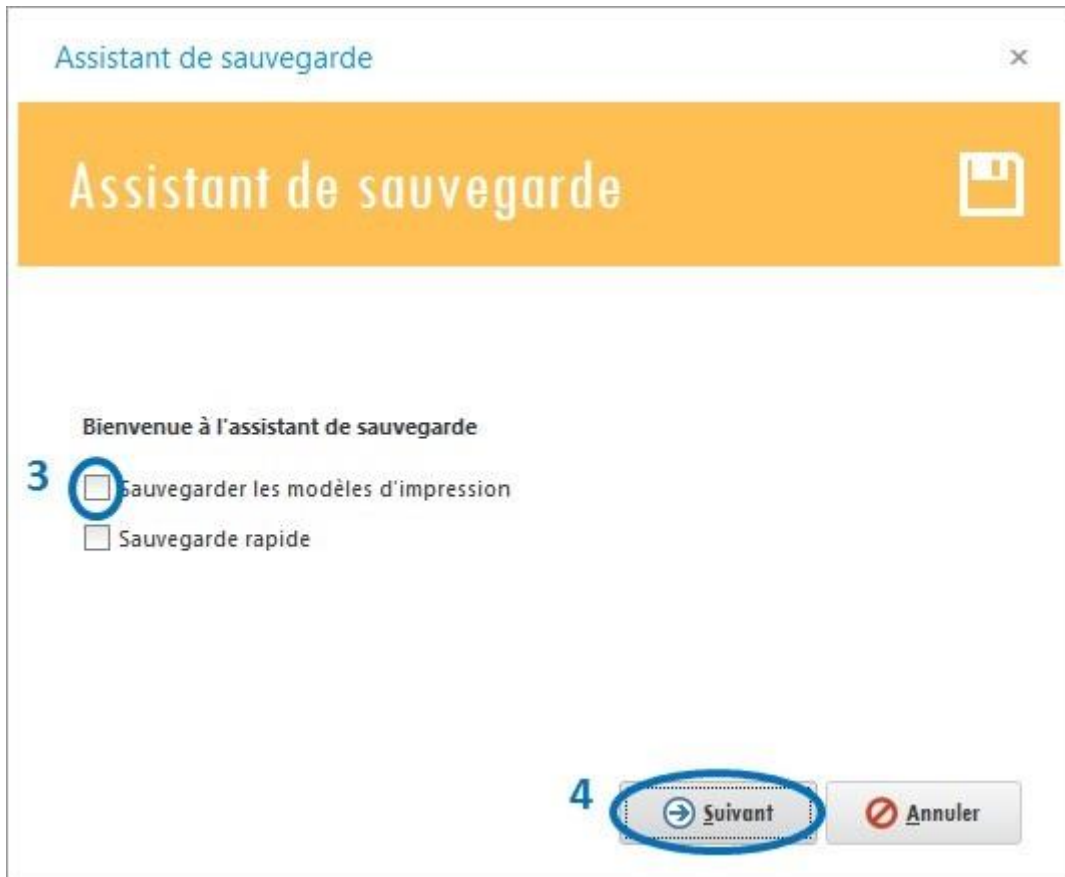 Assistant de sauvegarde
Assistant de sauvegarde
Bienvenue à l'assistant de sauvegarde
3 Sauvegarder les modèles d'impression
Sauvegarde rapide
4 Suivant Annuler